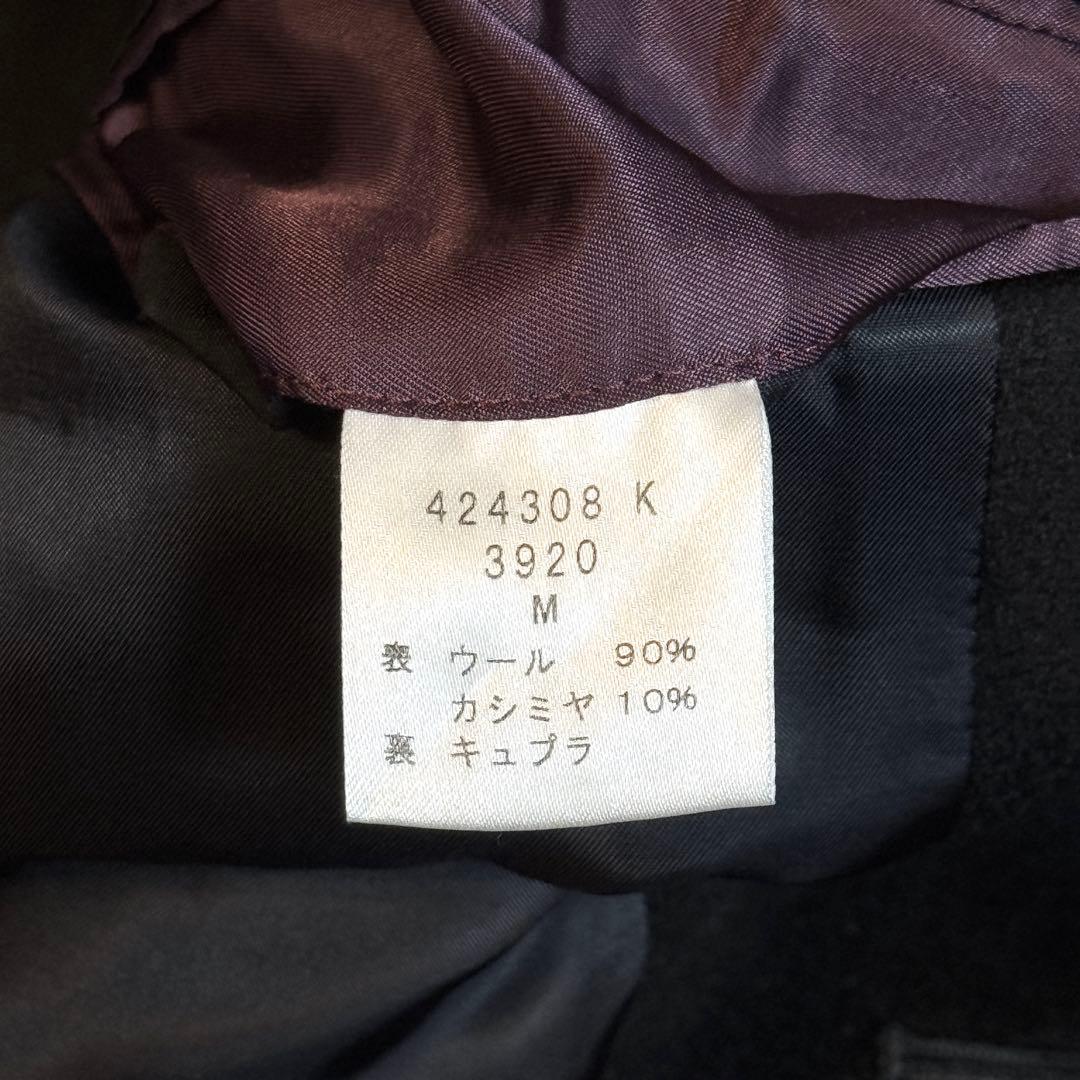 424308 K
3920
M
表 ウール 90%
カシミヤ 10%
裏 キュプラ